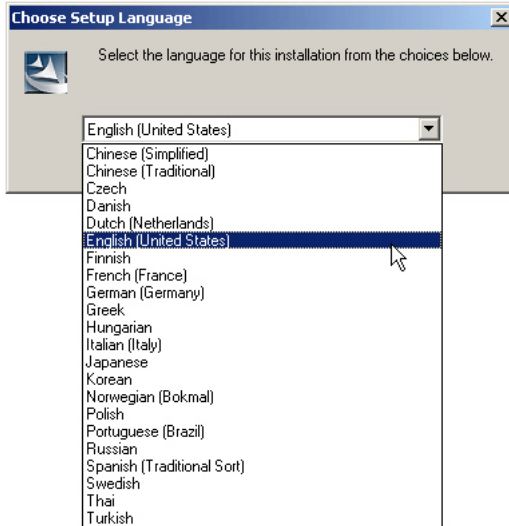 Choose Setup Language
Select the language for this installation from the choices below.
English (United States)
Chinese (Simplified)
Chinese (Traditional)
Czech
Danish
Dutch (Netherlands)
English (United States)
Finnish
French (France)
German (Germany)
Greek
Hungarian
Italian (Italy)
Japanese
Korean
Norwegian (Bokmal)
Polish
Portuguese (Brazil)
Russian
Spanish (Traditional Sort)
Swedish
Thai
Turkish